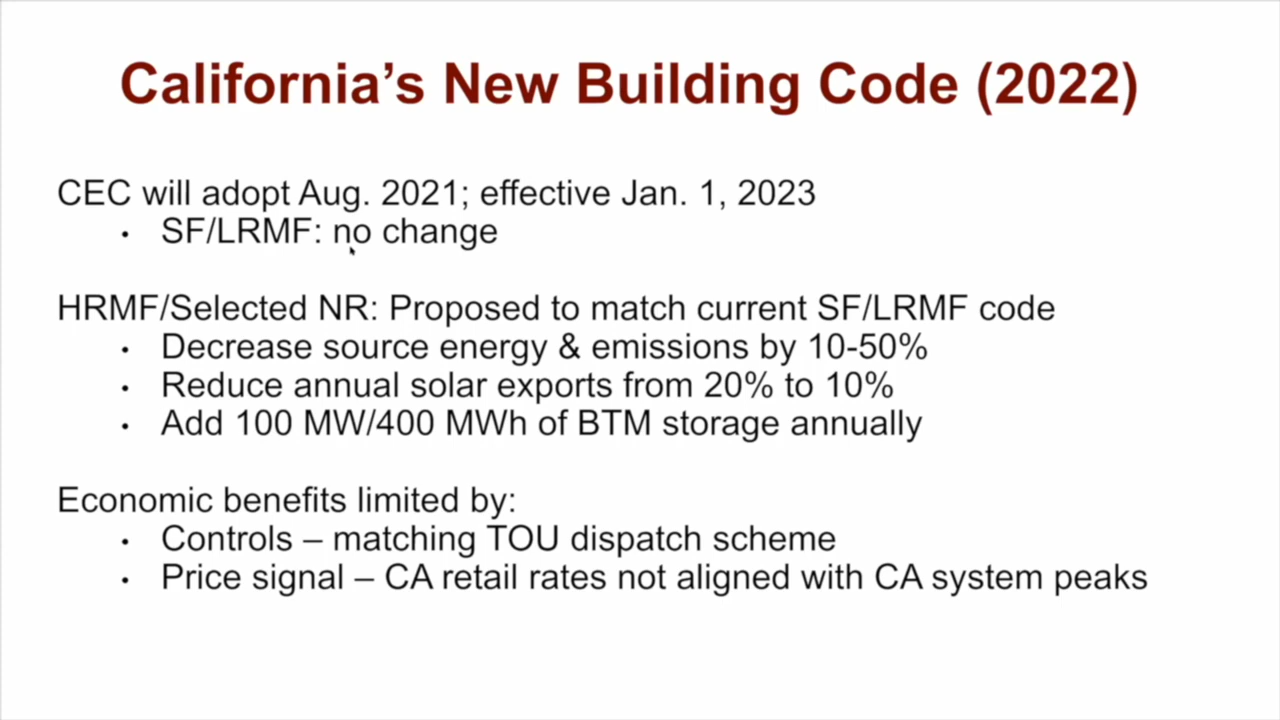 California’s New Building Code (2022)
CEC will adopt Aug. 2021; effective Jan. 1, 2023
• SF/LRMF: no change
HRMF/Selected NR: Proposed to match current SF/LRMF code
• Decrease source energy & emissions by 10-50%
• Reduce annual solar exports from 20% to 10%
• Add 100 MW/400 MWh of BTM storage annually
Economic benefits limited by:
• Controls – matching TOU dispatch scheme
• Price signal – CA retail rates not aligned with CA system peaks